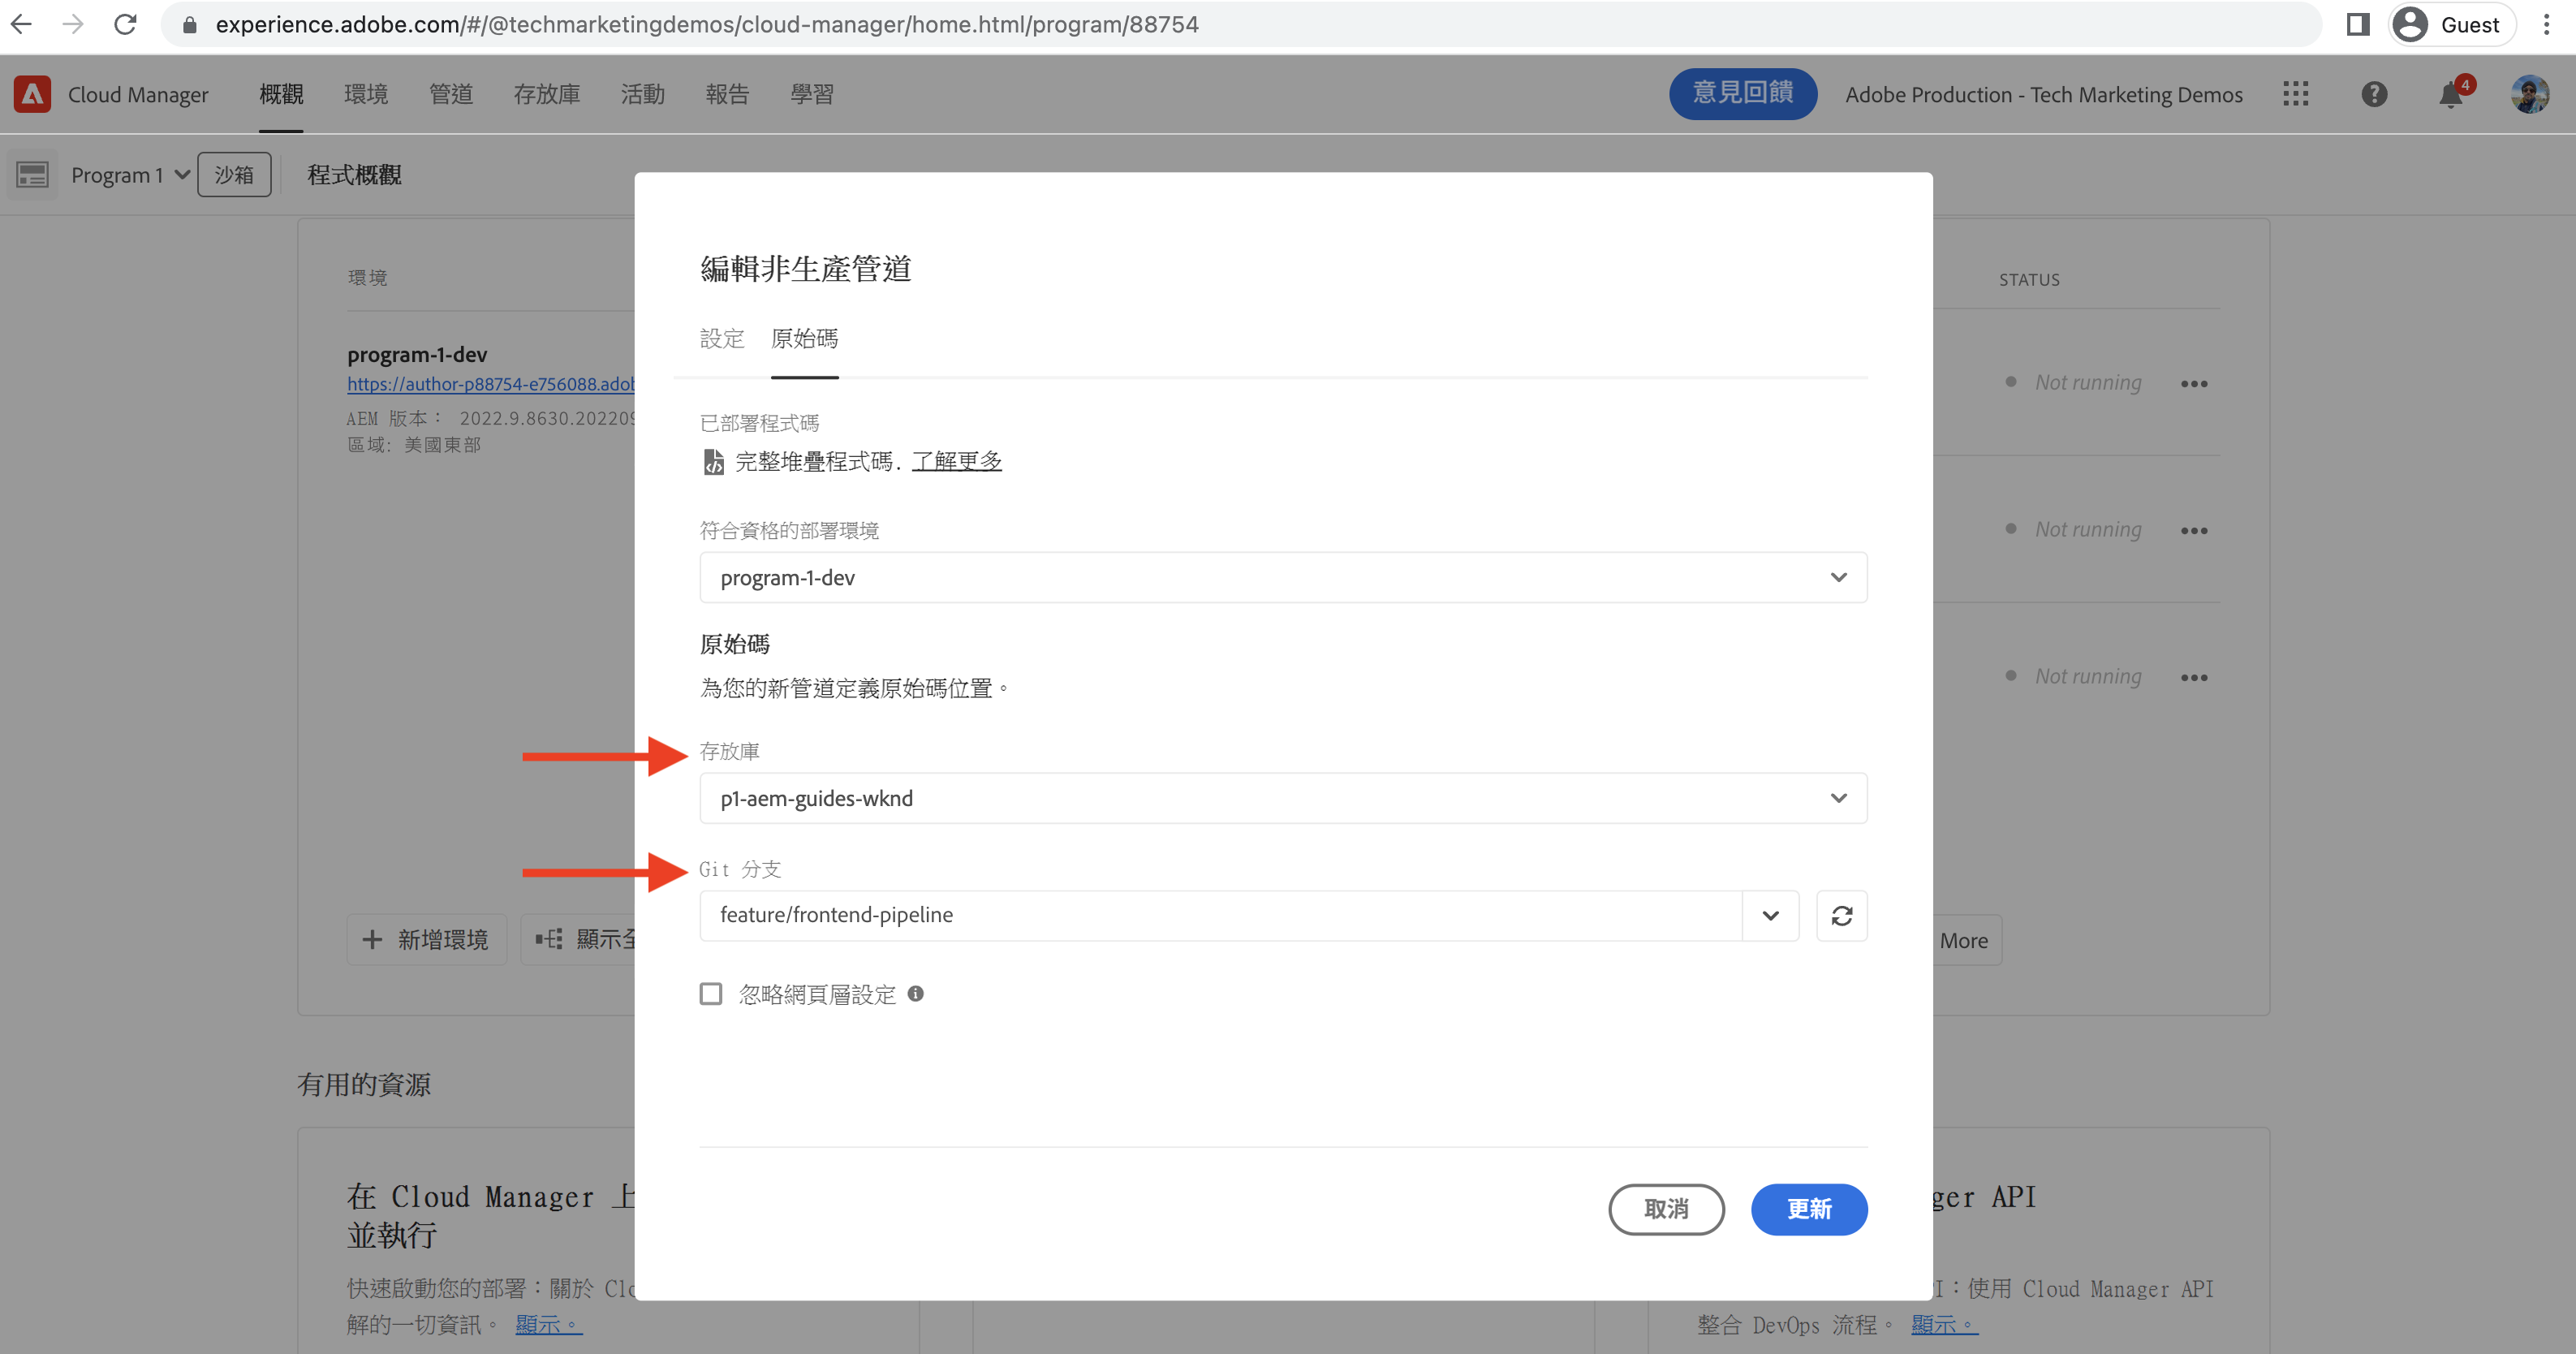 experience.adobe.com/#/@techmarketingdemos/cloud-manager/home.html/program/88754
Guest
Cloud Manager 概觀 環境 管道 存放庫 活動 報告 學習
意見回饋 Adobe Production - Tech Marketing Demos 4
Program 1 沙箱 程式概觀
環境
program-1-dev
https://author-p88754-e756088.adob
AEM 版本： 2022.9.8630.202209
區域: 美國東部
新增環境
顯示全
編輯非生產管道
設定 原始碼
已部署程式碼
完整堆疊程式碼. 了解更多
符合資格的部署環境
program-1-dev
原始碼
為您的新管道定義原始碼位置。
存放庫
p1-aem-guides-wknd
Git 分支
feature/frontend-pipeline
忽略網頁層設定
取消 更新
STATUS
Not running
Not running
Not running
More
有用的資源
在 Cloud Manager 上
並執行
快速啟動您的部署：關於 Clo
解的一切資訊。 顯示。
ger API
I：使用 Cloud Manager API
整合 DevOps 流程。 顯示。